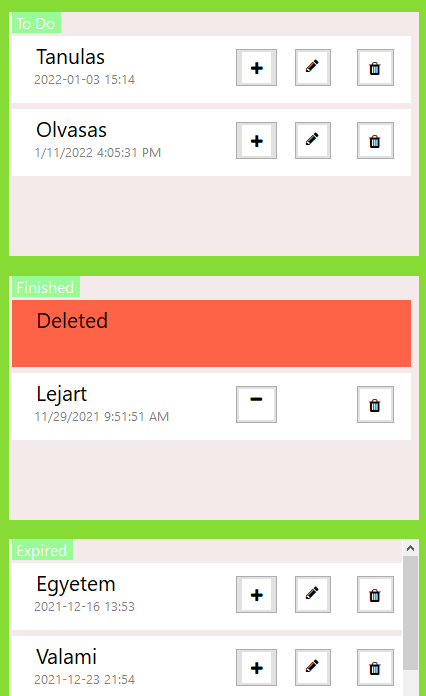 To Do
Tanulas
2022-01-03 15:14
Olvasas
1/11/2022 4:05:31 PM
Finished
Deleted
Lejart
11/29/2021 9:51:51 AM
Expired
Egyetem
2021-12-16 13:53
Valami
2021-12-23 21:54